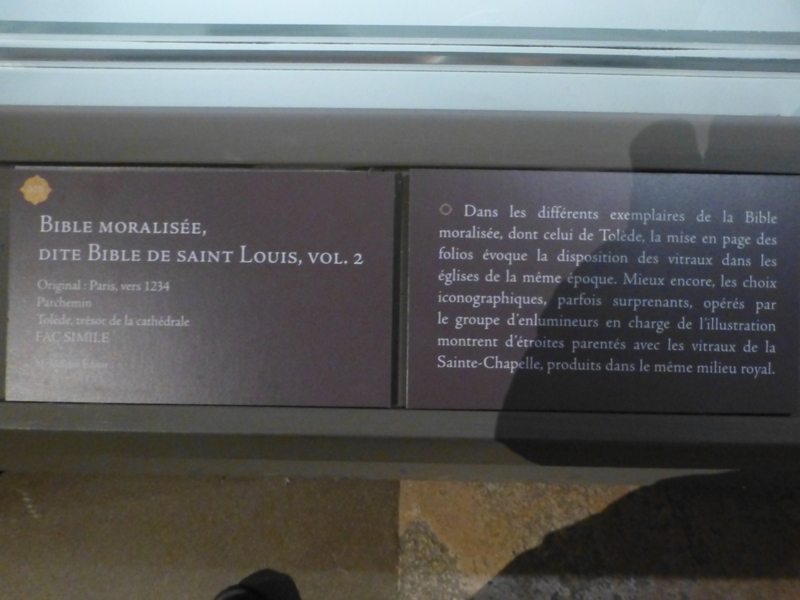 BIBLE MORALISÉE,
DITE BIBLE DE SAINT LOUIS, VOL. 2
Original : Paris, vers 1234
Parchemin
Tolède, trésor de la cathédrale
FAC SIMILE
Dans les différents exemplaires de la Bible
moralisée, dont celui de Tolède, la mise en page des
folios évoque la disposition des vitraux dans les
églises de la même époque. Mieux encore, les choix
iconographiques, parfois surprenants, opérés par
le groupe d'enlumineurs en charge de l'illustration
montrent d'étroites parentés avec les vitraux de la
Sainte-Chapelle, produits dans le même milieu royal.